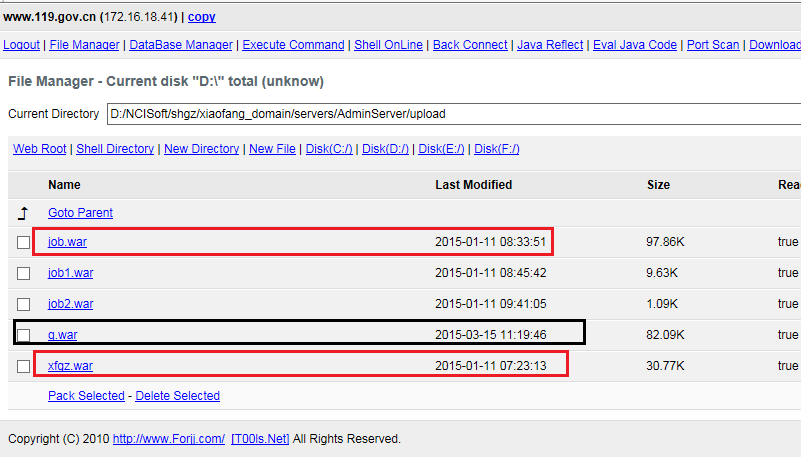 www.119.gov.cn (172.16.18.41) | copy
Logout | File Manager | DataBase Manager | Execute Command | Shell OnLine | Back Connect | Java Reflect | Eval Java Code | Port Scan | Download
File Manager - Current disk "D:\" total (unknow)
Current Directory D:/NCISoft/shgz/xiaofang_domain/servers/AdminServer/upload
Web Root | Shell Directory | New Directory | New File | Disk(C:/) | Disk(D:/) | Disk(E:/) | Disk(F:/)
Name Last Modified Size Rea
Goto Parent
job.war 2015-01-11 08:33:51 97.86K true
job1.war 2015-01-11 08:45:42 9.63K true
job2.war 2015-01-11 09:41:05 1.09K true
g.war 2015-03-15 11:19:46 82.09K true
xfgz.war 2015-01-11 07:23:13 30.77K true
Pack Selected - Delete Selected
Copyright (C) 2010 http://www.Forjj.com/ [T00ls.Net] All Rights Reserved.